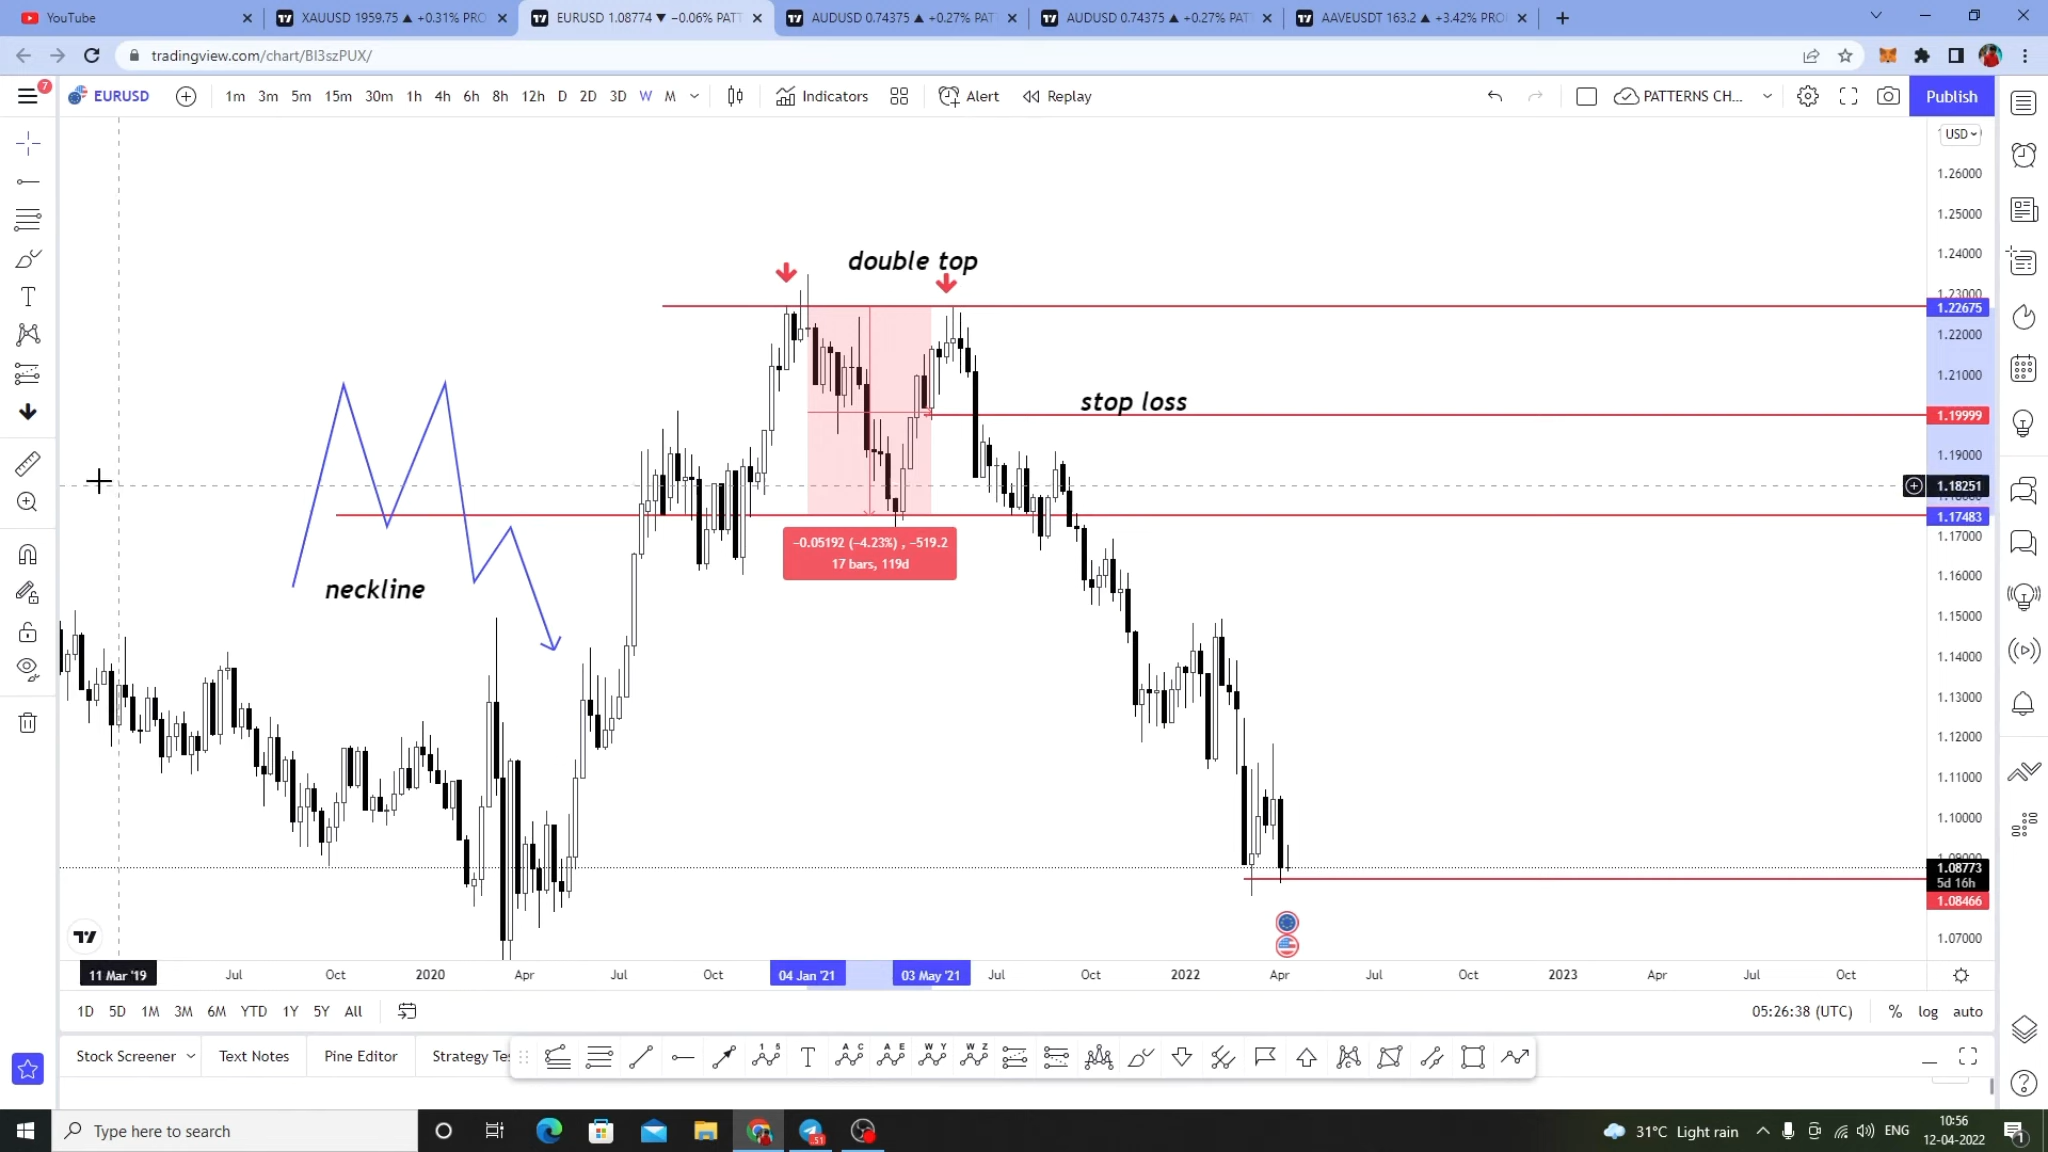 YouTube
XAUUSD 1959.75 ▲ +0.31% PRO
EURUSD 1.08774 ▼ −0.06% PAT
AUDUSD 0.74375 ▲ +0.27% PAT
AUDUSD 0.74375 ▲ +0.27% PAT
AAVEUSDT 163.2 ▲ +3.42% PRO
tradingview.com/chart/BI3szPUX/
7
EURUSD
1m 3m 5m 15m 30m 1h 4h 6h 8h 12h D 2D 3D W M
Indicators
Alert
Replay
PATTERNS CH...
Publish
USD
1.26000
1.25000
1.24000
double top
1.23000
1.22675
1.22000
1.21000
stop loss
1.19999
1.19000
1.18251
1.17483
1.17000
−0.05192 (−4.23%) , −519.2
17 bars, 119d
1.16000
neckline
1.15000
1.14000
1.13000
1.12000
1.11000
1.10000
1.08773
5d 16h
1.08466
1.07000
11 Mar '19 Jul Oct 2020 Apr Jul Oct 04 Jan '21 03 May '21 Jul Oct 2022 Apr Jul Oct 2023 Apr Jul Oct
1D 5D 1M 3M 6M YTD 1Y 5Y All
05:26:38 (UTC)
% log auto
Stock Screener
Text Notes
Pine Editor
Strategy Te
Type here to search
51
31°C Light rain
ENG
10:56
12-04-2022
1